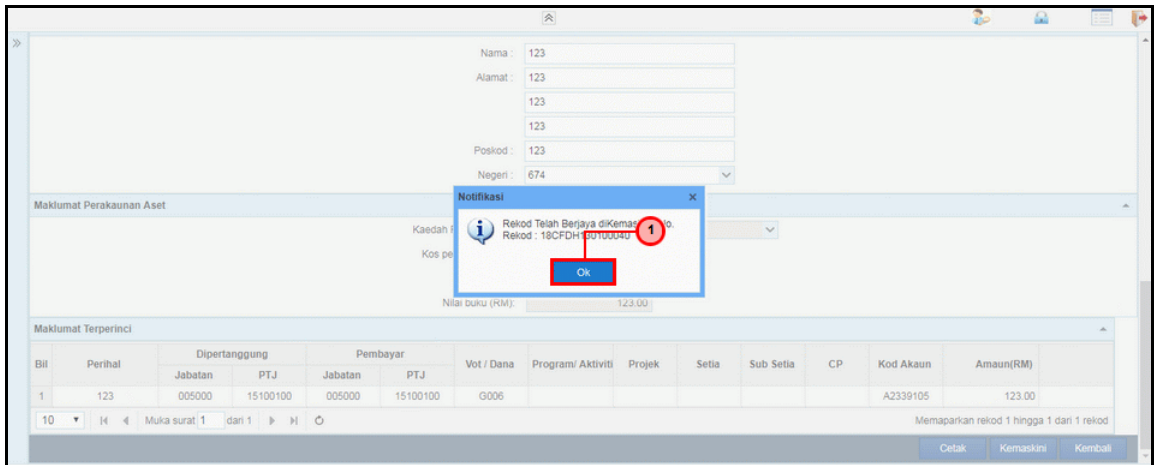 Nama : 123
Alamat : 123
123
123
Poskod : 123
Negeri : 674
Notifikasi
Maklumat Perakaunan Aset
Rekod Telah Berjaya
Rekod :
1
Kaedah
Kos
Ok
Nilai buku (RM): 123.00
Maklumat Terperinci
Bil Perihal Dipertanggung Pembayar Vot / Dana Program/ Aktiviti Projek Setia Sub Setia CP Kod Akaun Amaun(RM)
Jabatan PTJ Jabatan PTJ
1 123 005000 15100100 005000 15100100 G006 A2339105 123.00
10 Muka surat 1 dari 1 Memaparkan rekod 1 hingga 1 dari 1 rekod
Cetak Kemaskini Kembali